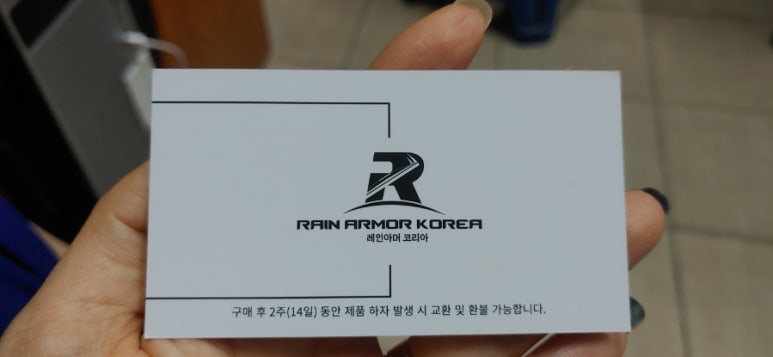 R
RAIN ARMOR KOREA
레인아머 코리아
구매 후 2주(14일) 동안 제품 하자 발생 시 교환 및 환불 가능합니다.